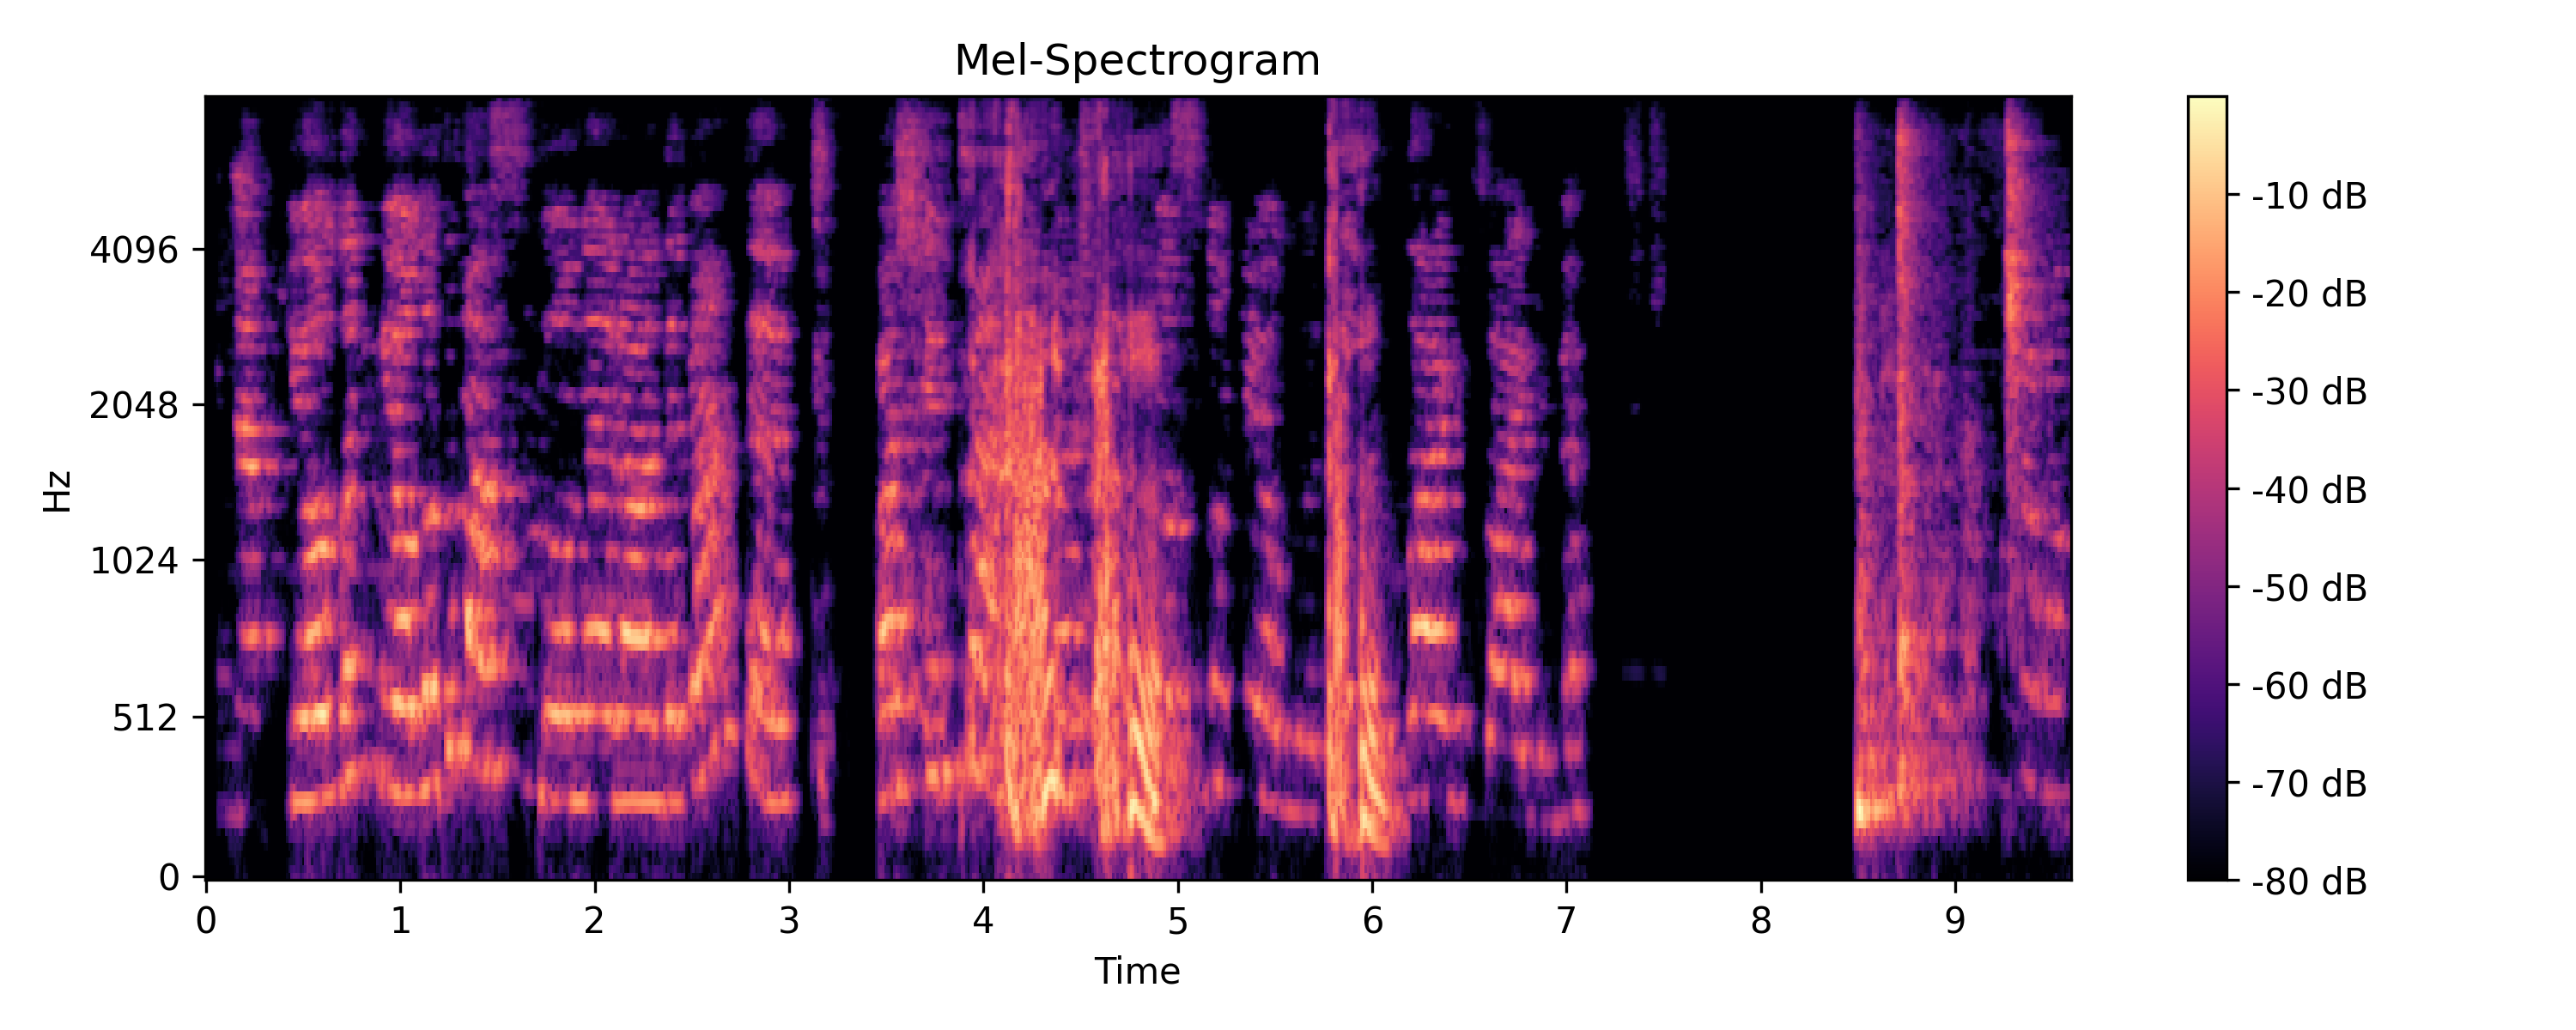 Mel-Spectrogram
Hz
4096
2048
1024
512
0
0 1 2 3 4 5 6 7 8 9
Time
-10 dB
-20 dB
-30 dB
-40 dB
-50 dB
-60 dB
-70 dB
-80 dB